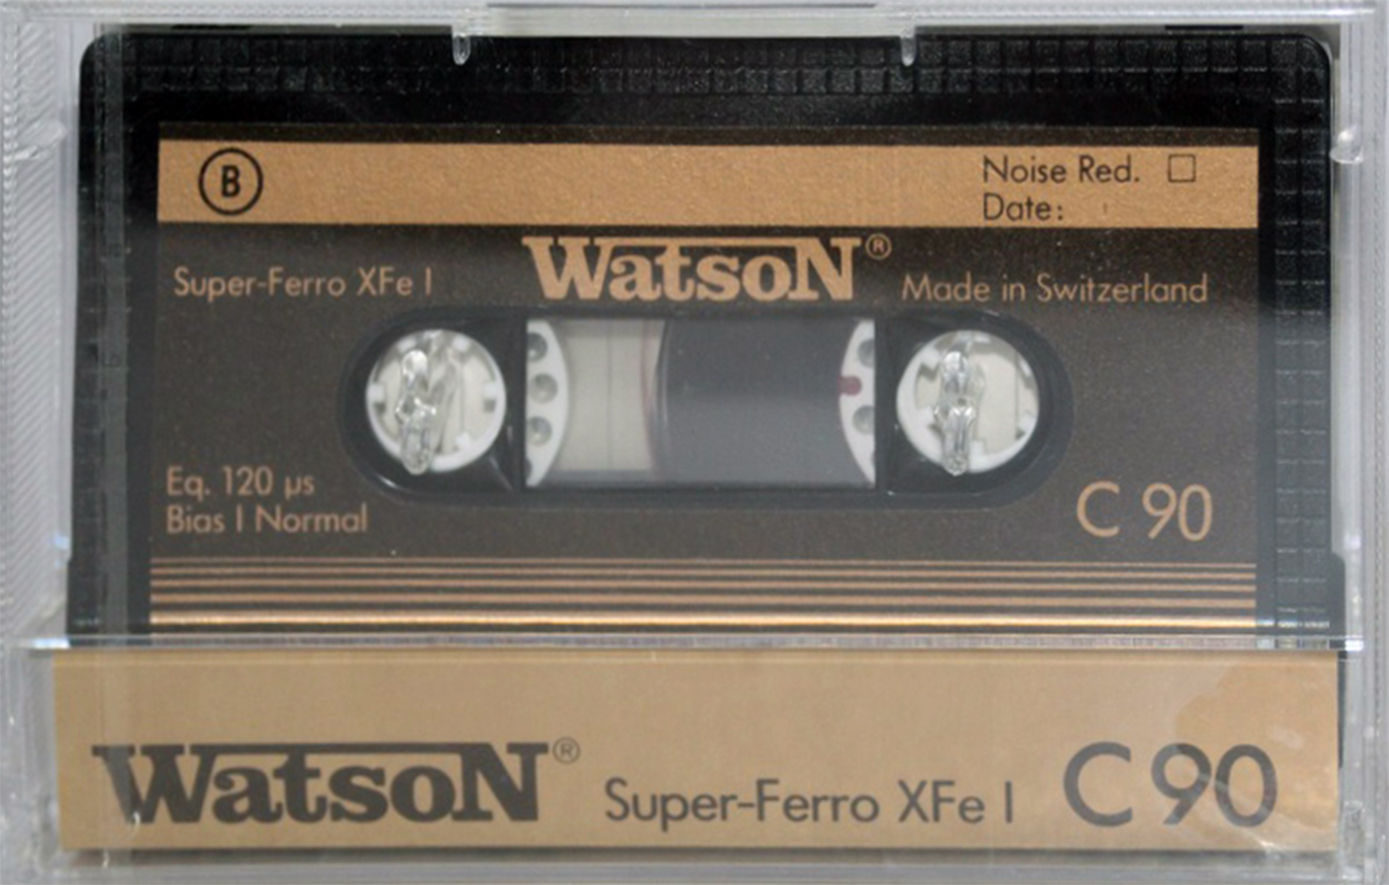 B
Noise Red.
Date:
WatsoN®
Super-Ferro XFe I
Made in Switzerland
Eq. 120 µs
Bias I Normal
C 90
WatsoN® Super-Ferro XFe I C 90